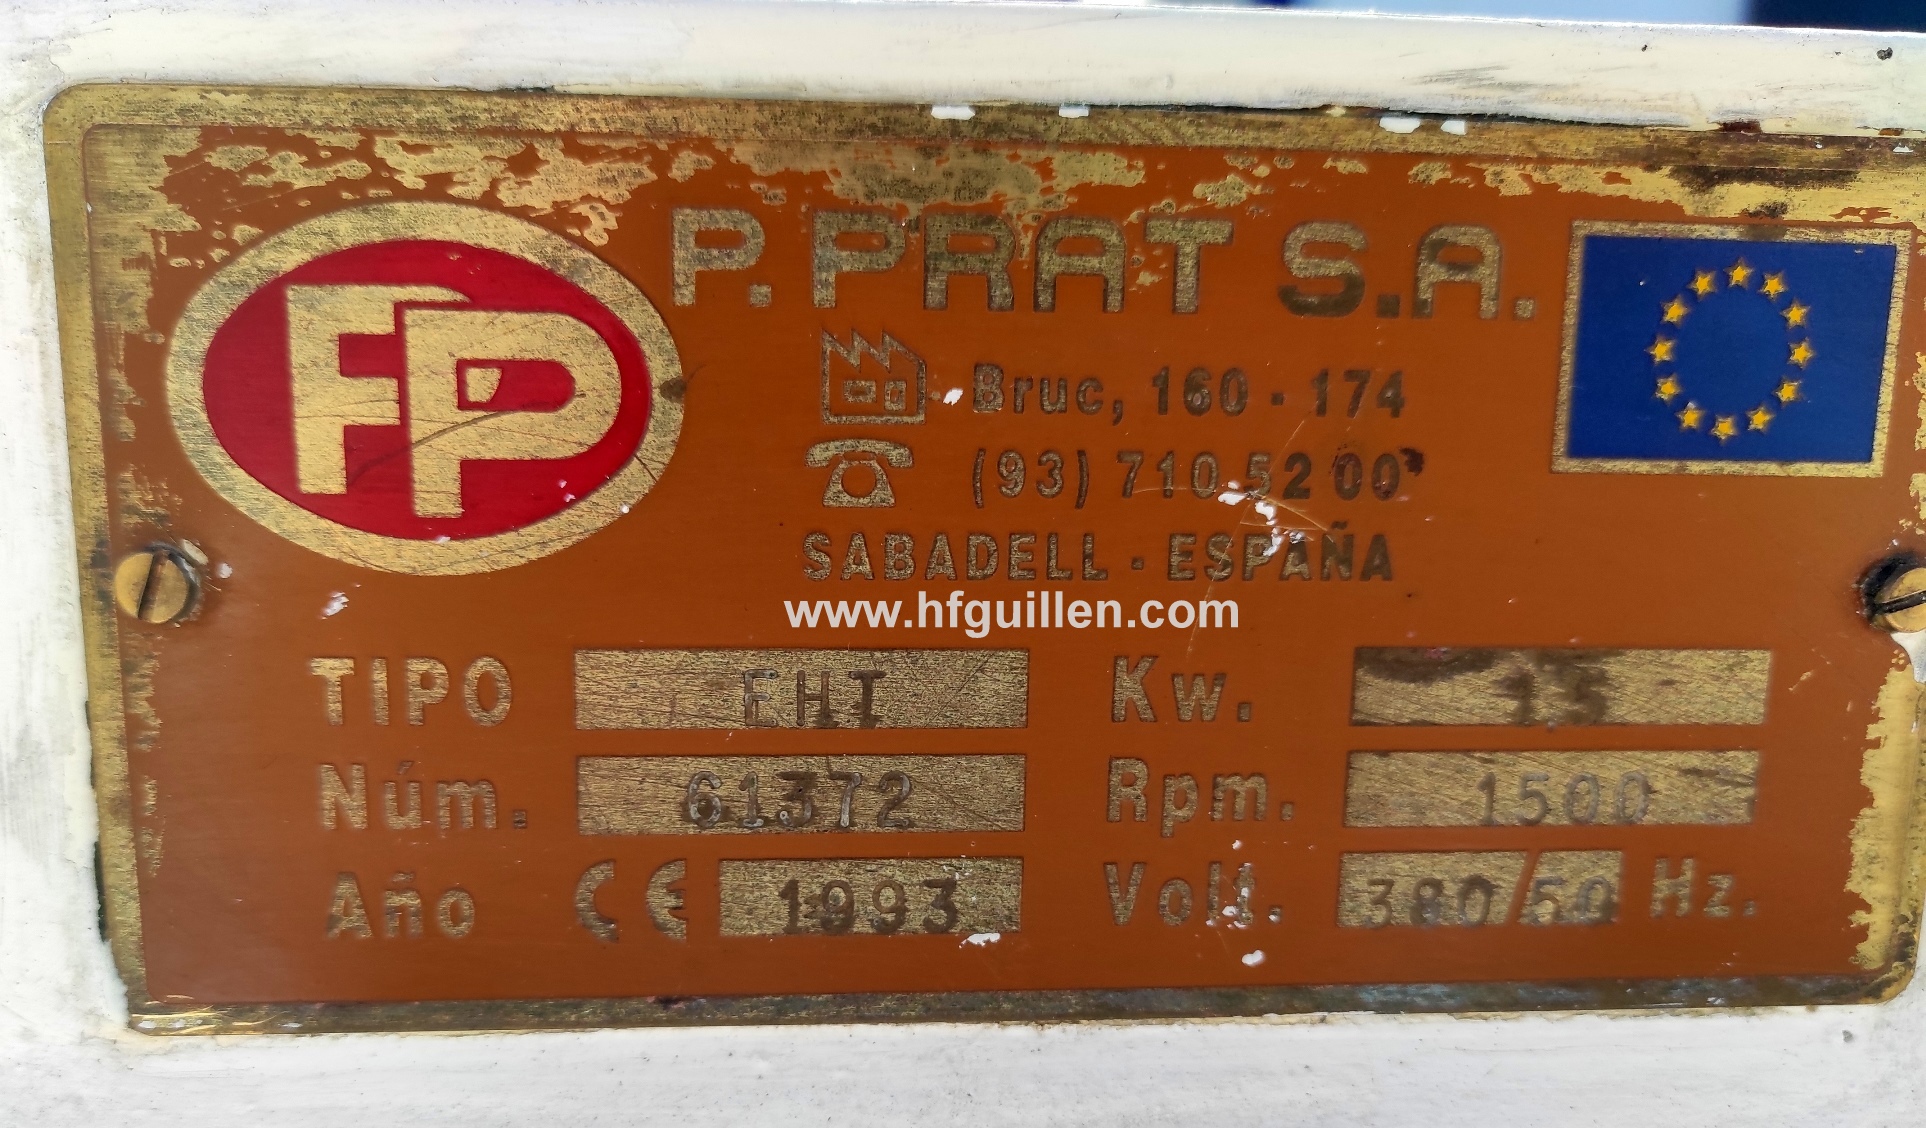 FP
P. PRAT S.A.
Bruc, 160 - 174
(93) 710 52 00
SABADELL - ESPAÑA
www.hfguillen.com
TIPO EHT Kw. 15
Núm. 61372 Rpm. 1500
Año CE 1993 Volt. 380/50 Hz.